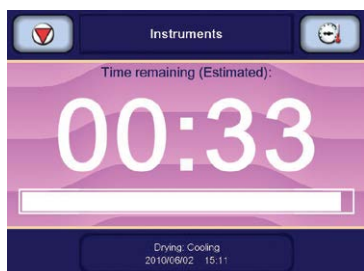 Instruments
Time remaining (Estimated):
00:33
Drying: Cooling
2010/06/02 15:11